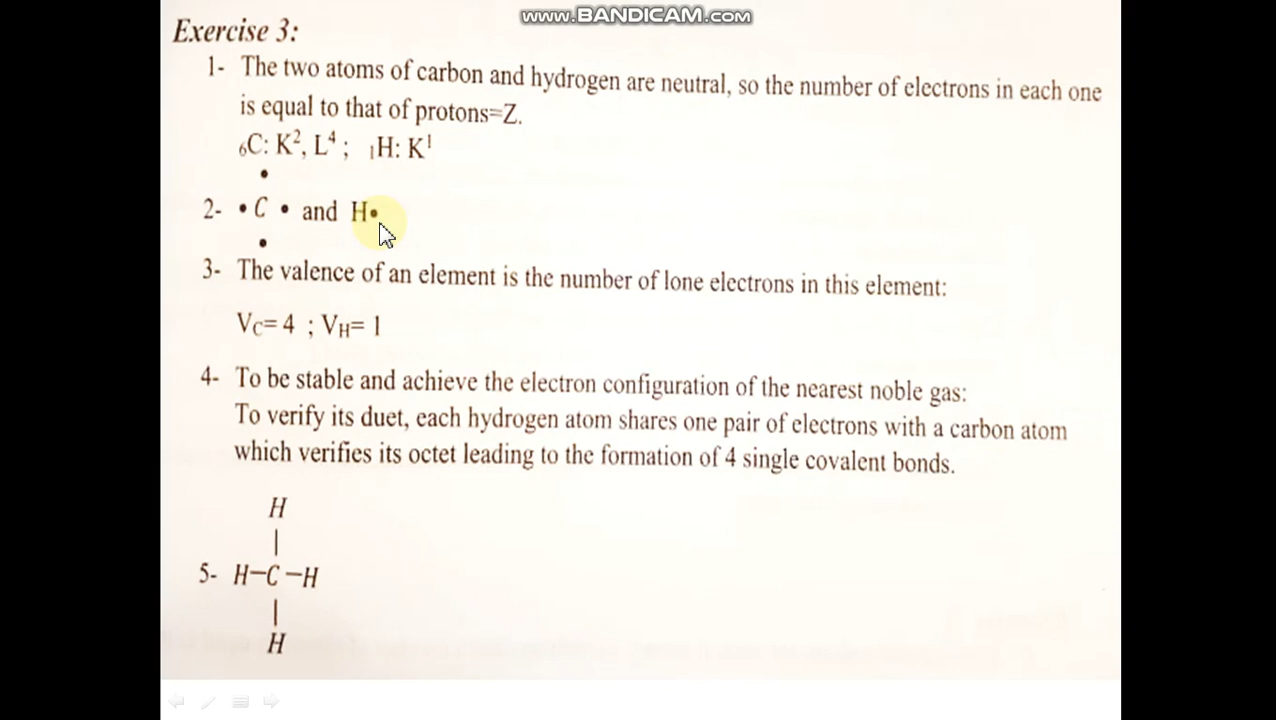 www.BANDICAM.com
Exercise 3:
1- The two atoms of carbon and hydrogen are neutral, so the number of electrons in each one
is equal to that of protons=Z.
₆C: K², L⁴ ; ₁H: K¹
•
2- • C • and H•
•
3- The valence of an element is the number of lone electrons in this element:
VC= 4 ; VH= 1
4- To be stable and achieve the electron configuration of the nearest noble gas:
To verify its duet, each hydrogen atom shares one pair of electrons with a carbon atom
which verifies its octet leading to the formation of 4 single covalent bonds.
H
|
5- H–C–H
|
H